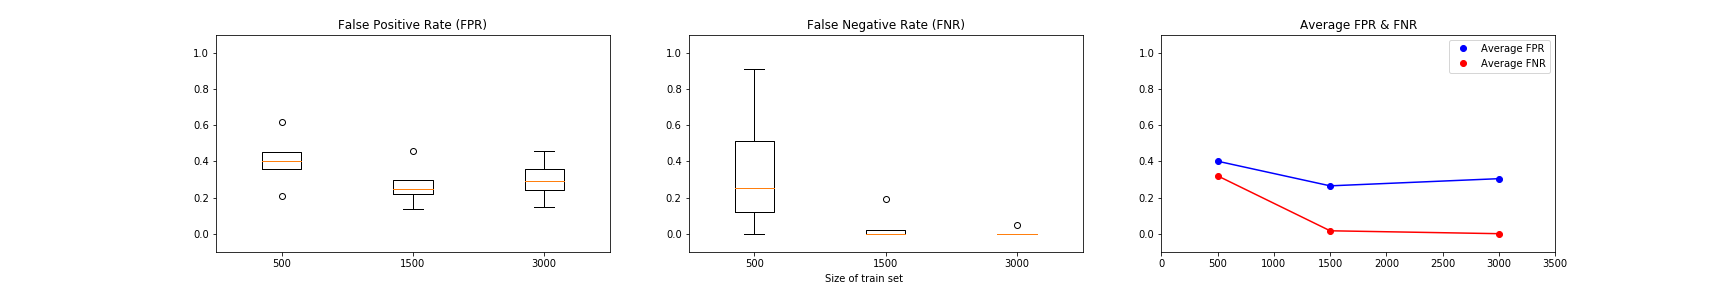 False Positive Rate (FPR)
1.0
0.8
0.6
0.4
0.2
0.0
500 1500 3000
False Negative Rate (FNR)
1.0
0.8
0.6
0.4
0.2
0.0
500 1500 3000
Size of train set
Average FPR & FNR
Average FPR
Average FNR
1.0
0.8
0.6
0.4
0.2
0.0
0 500 1000 1500 2000 2500 3000 3500